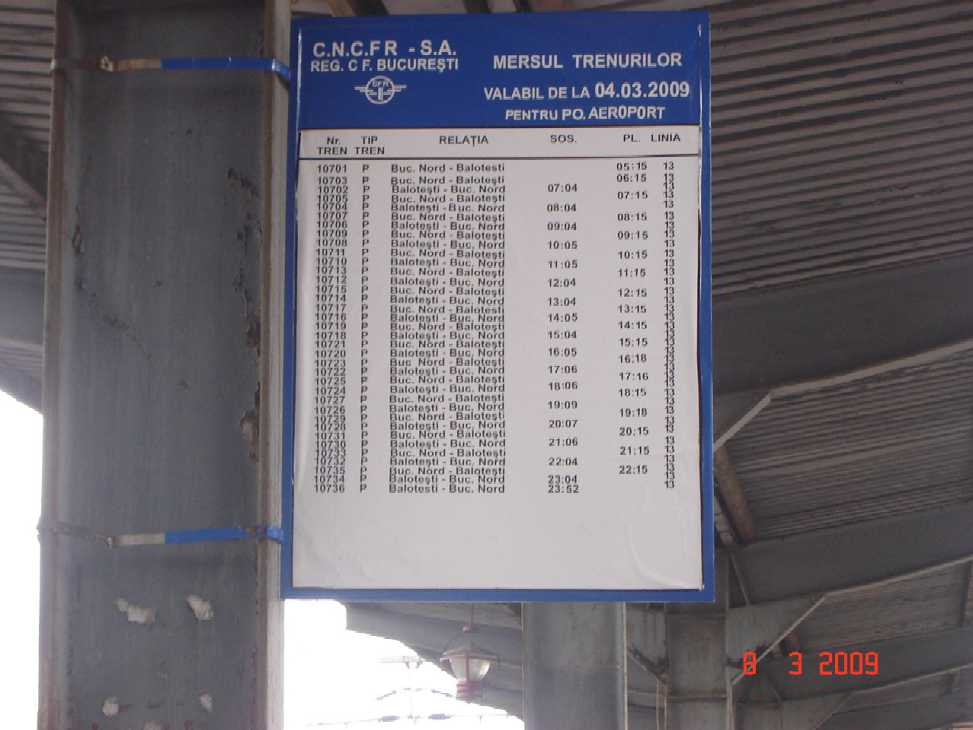 C.N.C.F R - S.A.
REG. C F. BUCUREŞTI
CFR
MERSUL TRENURILOR
VALABIL DE LA 04.03.2009
PENTRU PO. AEROPORT
Nr. TREN TIP TREN RELAŢIA SOS. PL. LINIA
10701 P Buc. Nord - Baloteşti 05:15 13
10703 P Buc. Nord - Baloteşti 06:15 13
10702 P Baloteşti - Buc. Nord 07:04 13
10705 P Buc. Nord - Baloteşti 07:15 13
10704 P Baloteşti - Buc. Nord 08:04 13
10707 P Buc. Nord - Baloteşti 08:15 13
10706 P Baloteşti - Buc. Nord 09:04 13
10709 P Buc. Nord - Baloteşti 09:15 13
10708 P Baloteşti - Buc. Nord 10:05 13
10711 P Buc. Nord - Baloteşti 10:15 13
10710 P Baloteşti - Buc. Nord 11:05 13
10713 P Buc. Nord - Baloteşti 11:15 13
10712 P Baloteşti - Buc. Nord 12:04 13
10715 P Buc. Nord - Baloteşti 12:15 13
10714 P Baloteşti - Buc. Nord 13:04 13
10717 P Buc. Nord - Baloteşti 13:15 13
10716 P Baloteşti - Buc. Nord 14:05 13
10719 P Buc. Nord - Baloteşti 14:15 13
10718 P Baloteşti - Buc. Nord 15:04 13
10721 P Buc. Nord - Baloteşti 15:15 13
10720 P Baloteşti - Buc. Nord 16:05 13
10723 P Buc. Nord - Baloteşti 16:18 13
10722 P Baloteşti - Buc. Nord 17:06 13
10725 P Buc. Nord - Baloteşti 17:16 13
10724 P Baloteşti - Buc. Nord 18:06 13
10727 P Buc. Nord - Baloteşti 18:15 13
10726 P Baloteşti - Buc. Nord 19:09 13
10729 P Buc. Nord - Baloteşti 19:18 13
10728 P Baloteşti - Buc. Nord 20:07 13
10731 P Buc. Nord - Baloteşti 20:15 13
10730 P Baloteşti - Buc. Nord 21:06 13
10733 P Buc. Nord - Baloteşti 21:15 13
10732 P Baloteşti - Buc. Nord 22:04 13
10735 P Buc. Nord - Baloteşti 22:15 13
10734 P Baloteşti - Buc. Nord 23:04 13
10736 P Baloteşti - Buc. Nord 23:52 13
8 3 2009